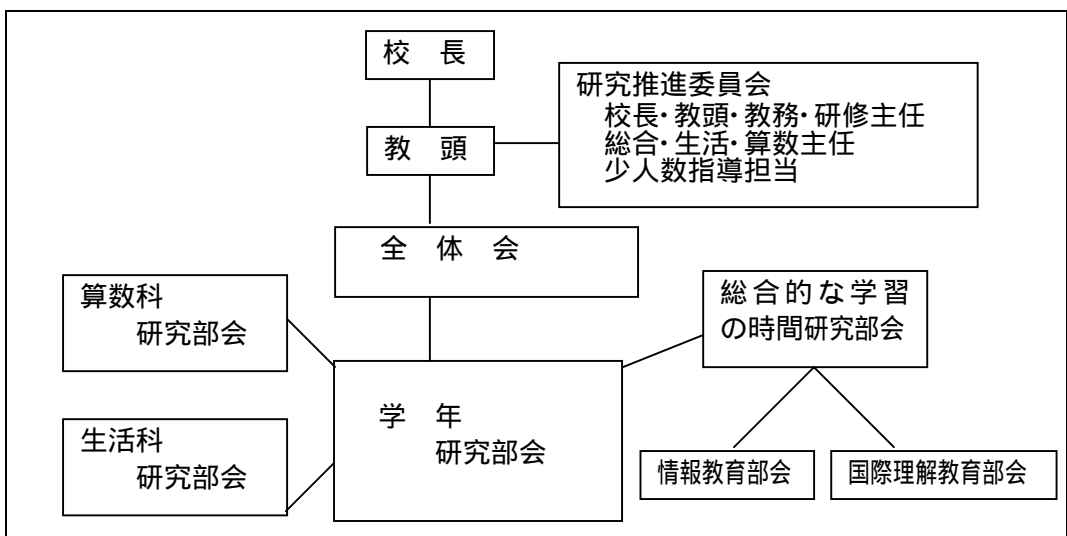 校　長
研究推進委員会
校長・教頭・教務・研修主任
総合・生活・算数主任
少人数指導担当
教　頭
全　体　会
算数科
研究部会
総合的な学習
の時間研究部会
学　年
研究部会
生活科
研究部会
情報教育部会
国際理解教育部会